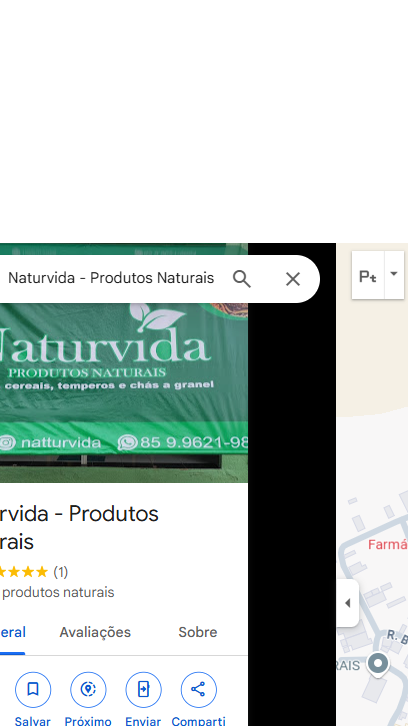 Naturvida - Produtos Naturais
Naturvida
PRODUTOS NATURAIS
cereais, temperos e chás a granel
natturvida
85 9.9621-98
rvida - Produtos
rais
(1)
produtos naturais
eral
Avaliações
Sobre
Salvar
Próximo
Enviar
Comparti
Pt
Farmá
R. B
RAIS